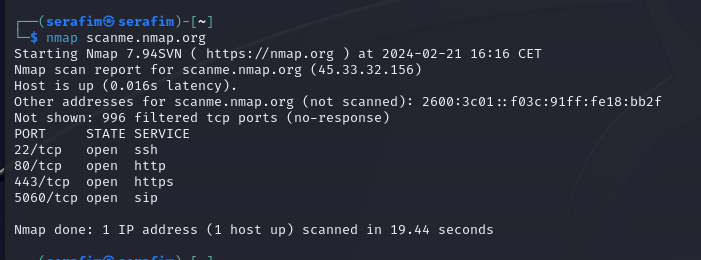 ┌──(serafim㉿serafim)-[~]
└─$ nmap scanme.nmap.org
Starting Nmap 7.94SVN ( https://nmap.org ) at 2024-02-21 16:16 CET
Nmap scan report for scanme.nmap.org (45.33.32.156)
Host is up (0.016s latency).
Other addresses for scanme.nmap.org (not scanned): 2600:3c01::f03c:91ff:fe18:bb2f
Not shown: 996 filtered tcp ports (no-response)
PORT     STATE SERVICE
22/tcp   open  ssh
80/tcp   open  http
443/tcp  open  https
5060/tcp open  sip
Nmap done: 1 IP address (1 host up) scanned in 19.44 seconds